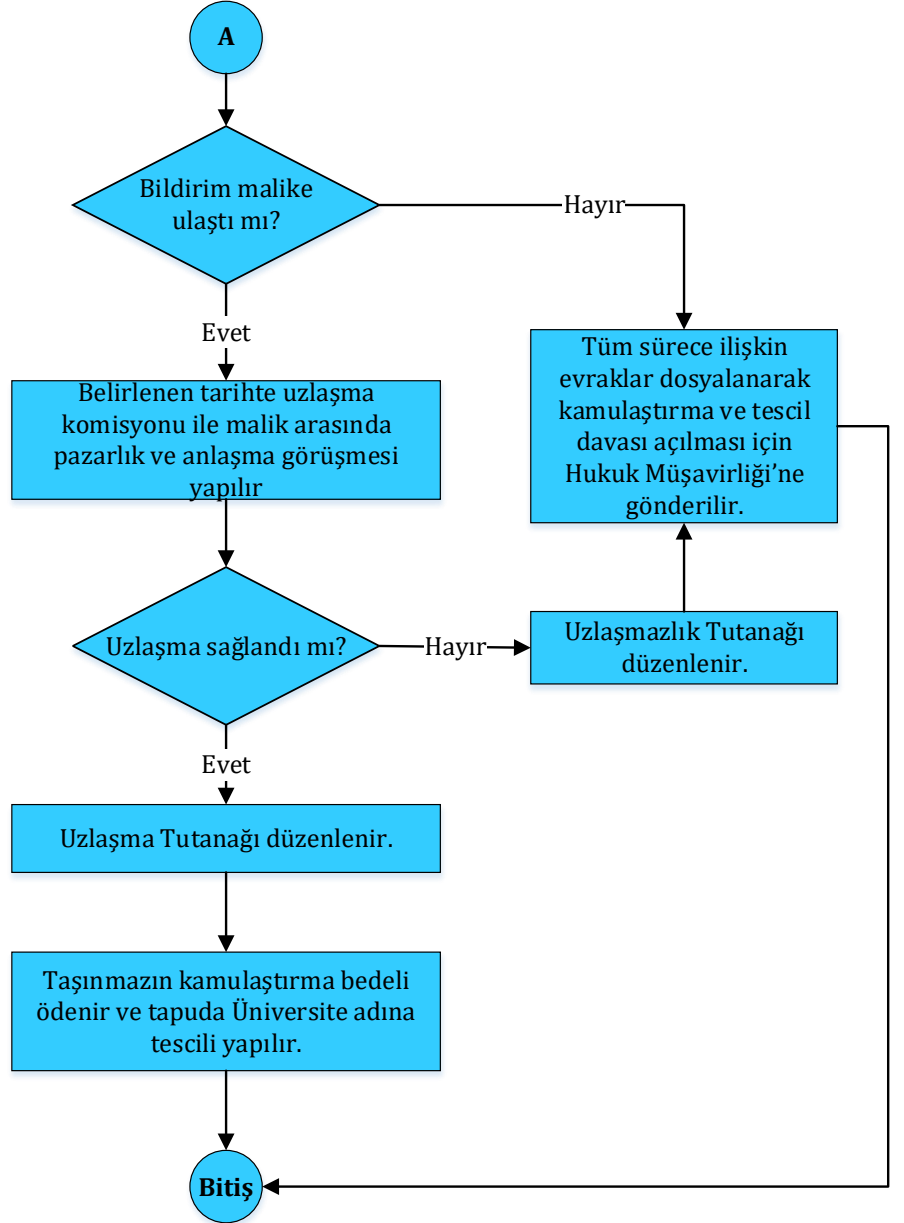 A
Bildirim malike
ulaştı mı?
Hayır
Evet
Tüm sürece ilişkin
evraklar dosyalanarak
kamulaştırma ve tescil
davası açılması için
Hukuk Müşavirliği’ne
gönderilir.
Belirlenen tarihte uzlaşma
komisyonu ile malik arasında
pazarlık ve anlaşma görüşmesi
yapılır
Uzlaşma sağlandı mı?
Hayır
Uzlaşmazlık Tutanağı
düzenlenir.
Evet
Uzlaşma Tutanağı düzenlenir.
Taşınmazın kamulaştırma bedeli
ödenir ve tapuda Üniversite adına
tescili yapılır.
Bitiş